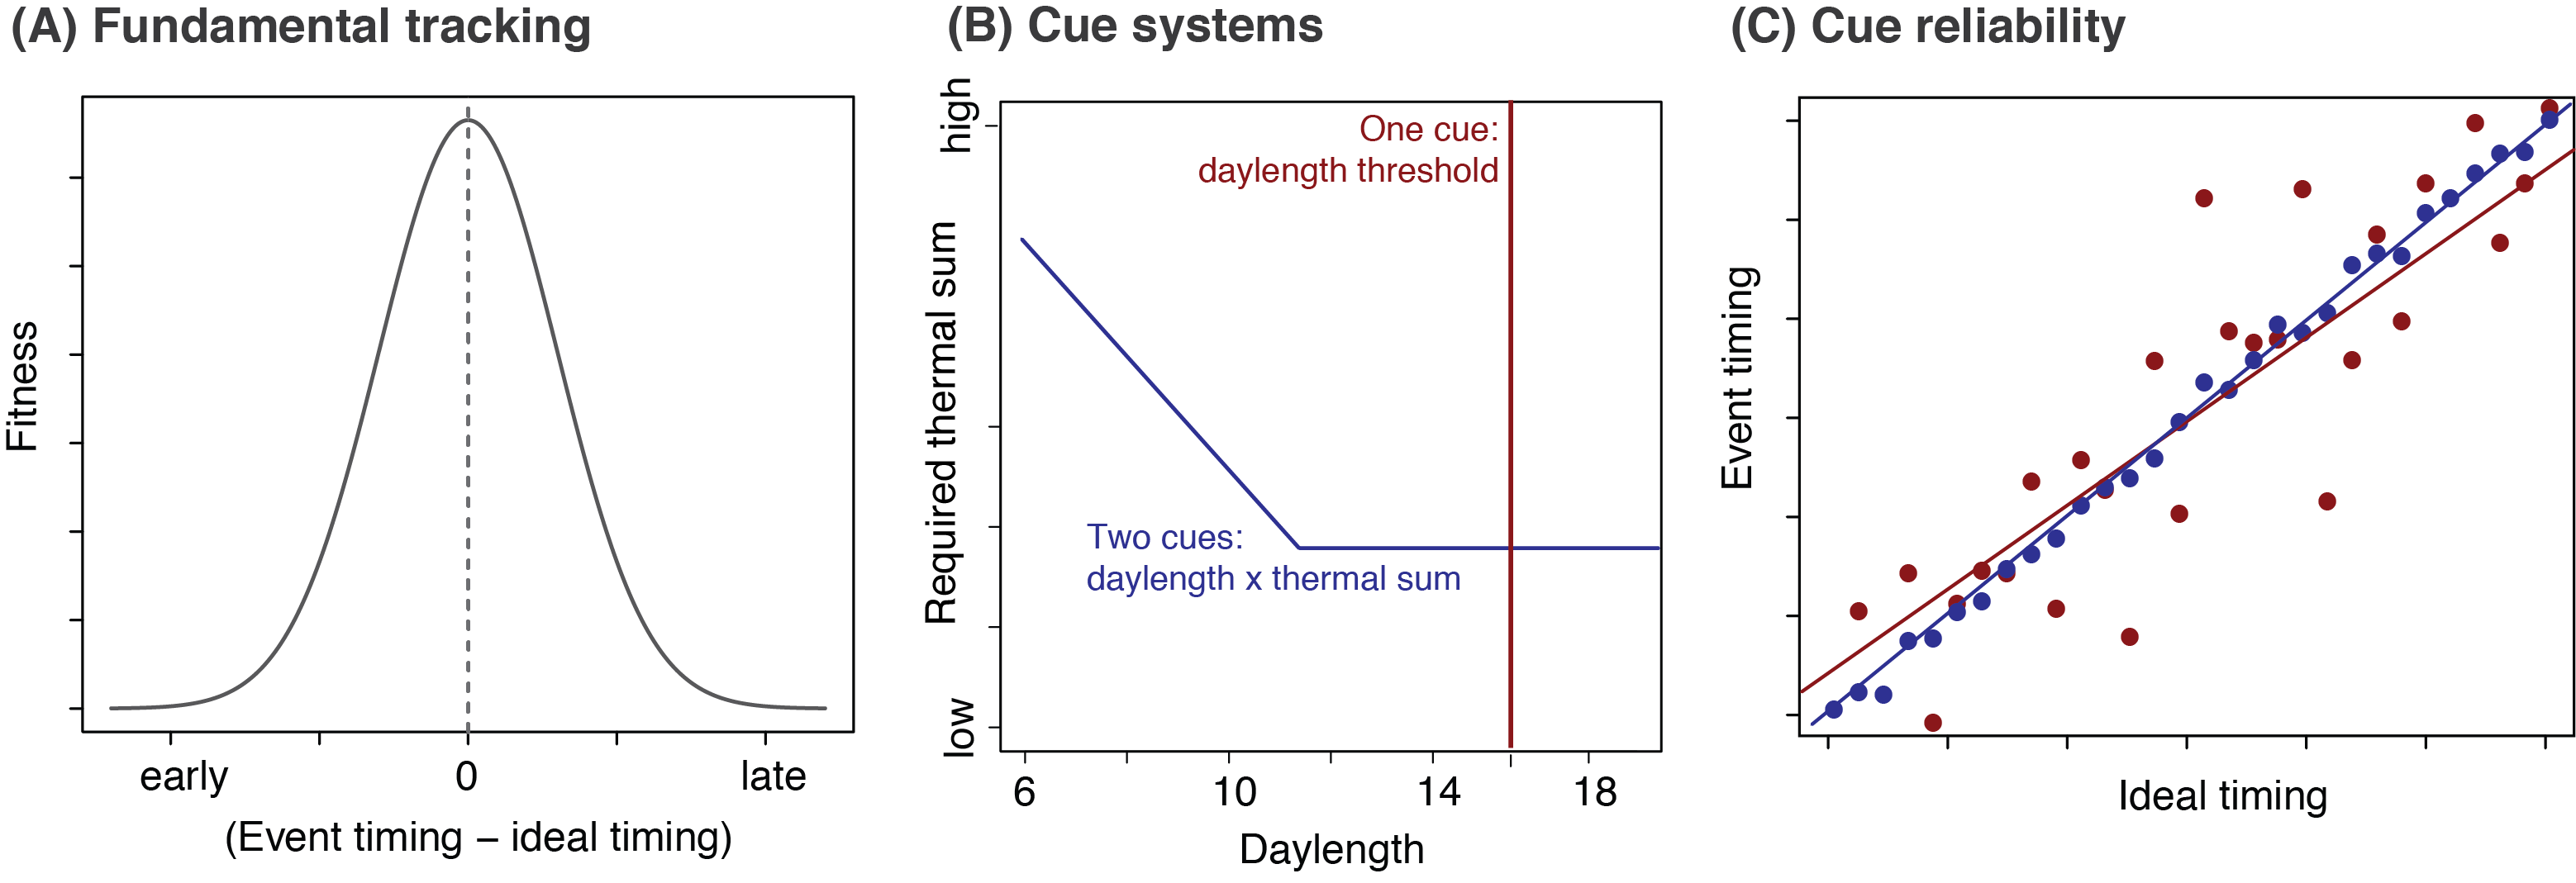 (A) Fundamental tracking
Fitness
early
0
late
(Event timing – ideal timing)
(B) Cue systems
high
Required thermal sum
low
One cue:
daylength threshold
Two cues:
daylength x thermal sum
6
10
14
18
Daylength
(C) Cue reliability
Event timing
Ideal timing